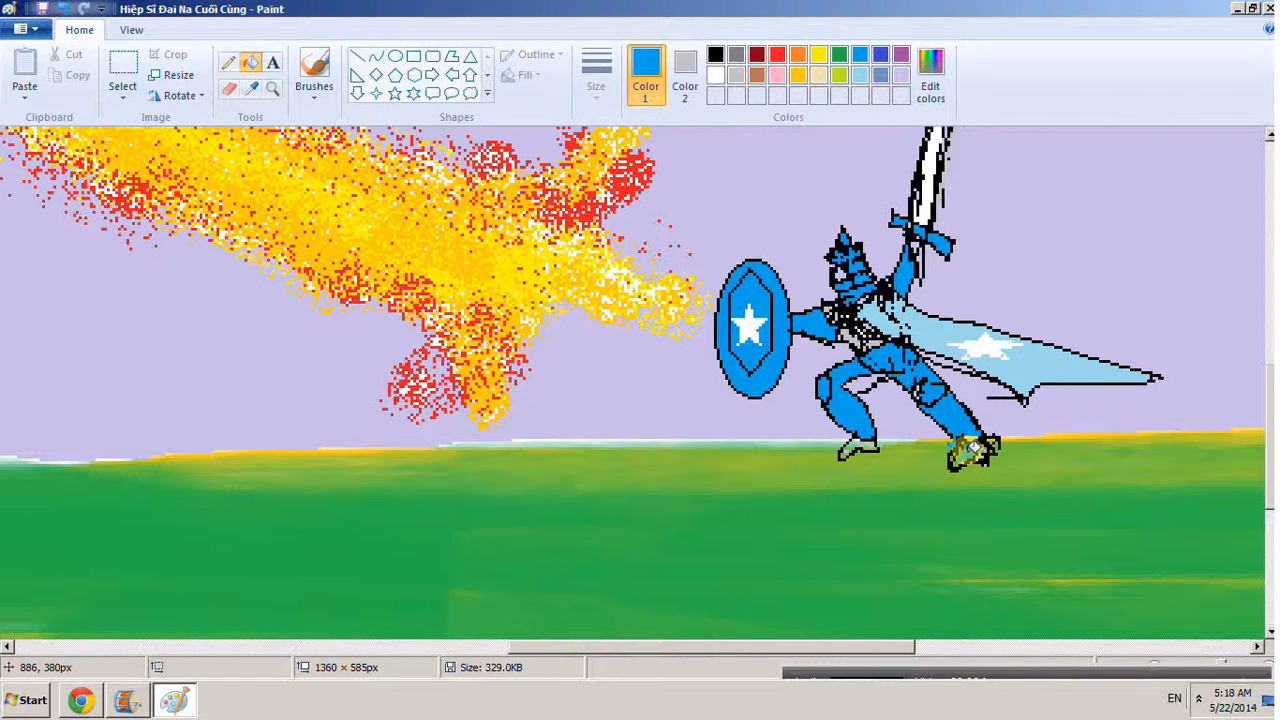 Hiệp Sĩ Đai Na Cuối Cùng - Paint
Home View
Paste
Cut
Copy
Clipboard
Select
Crop
Resize
Rotate
Image
A
Tools
Brushes
Outline
Fill
Shapes
Size
Color 1
Color 2
Edit colors
Colors
886, 380px
1360 × 585px
Size: 329.0KB
Start
EN
5:18 AM
5/22/2014